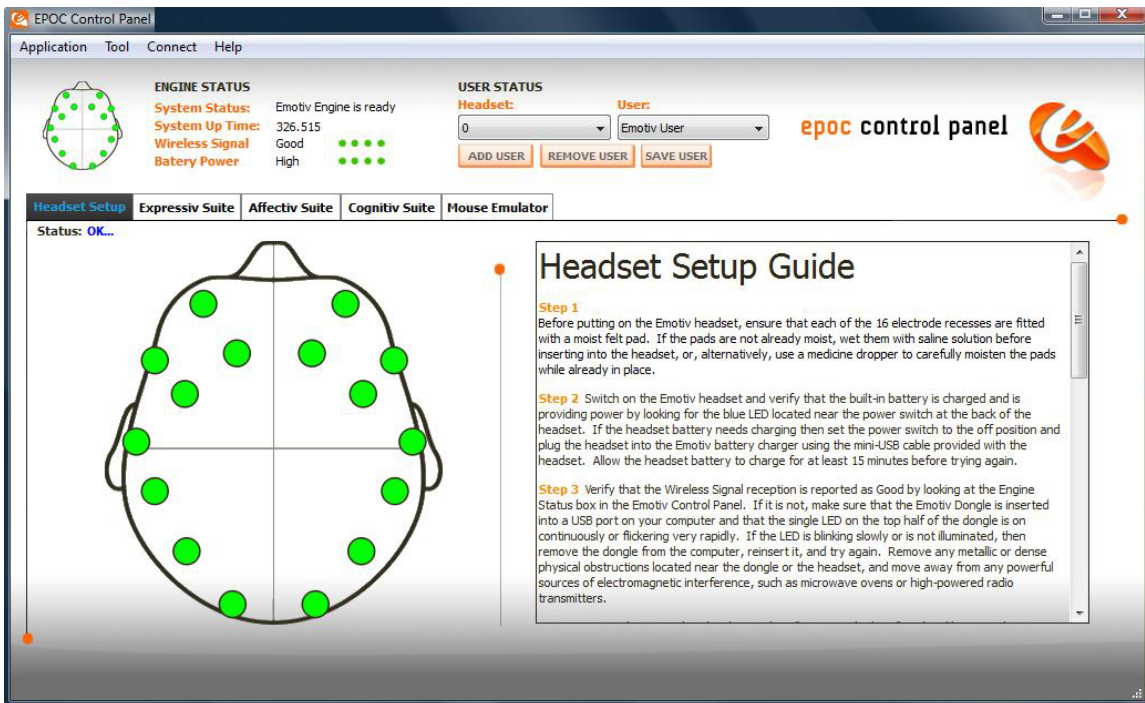 EPOC Control Panel
Application Tool Connect Help
ENGINE STATUS
System Status: Emotiv Engine is ready
System Up Time: 326.515
Wireless Signal Good
Batery Power High
USER STATUS
Headset: User:
0 Emotiv User
ADD USER REMOVE USER SAVE USER
epoc control panel
Headset Setup Expressiv Suite Affectiv Suite Cognitiv Suite Mouse Emulator
Status: OK...
Headset Setup Guide
Step 1
Before putting on the Emotiv headset, ensure that each of the 16 electrode recesses are fitted
with a moist felt pad. If the pads are not already moist, wet them with saline solution before
inserting into the headset, or, alternatively, use a medicine dropper to carefully moisten the pads
while already in place.
Step 2 Switch on the Emotiv headset and verify that the built-in battery is charged and is
providing power by looking for the blue LED located near the power switch at the back of the
headset. If the headset battery needs charging then set the power switch to the off position and
plug the headset into the Emotiv battery charger using the mini-USB cable provided with the
headset. Allow the headset battery to charge for at least 15 minutes before trying again.
Step 3 Verify that the Wireless Signal reception is reported as Good by looking at the Engine
Status box in the Emotiv Control Panel. If it is not, make sure that the Emotiv Dongle is inserted
into a USB port on your computer and that the single LED on the top half of the dongle is on
continuously or flickering very rapidly. If the LED is blinking slowly or is not illuminated, then
remove the dongle from the computer, reinsert it, and try again. Remove any metallic or dense
physical obstructions located near the dongle or the headset, and move away from any powerful
sources of electromagnetic interference, such as microwave ovens or high-powered radio
transmitters.